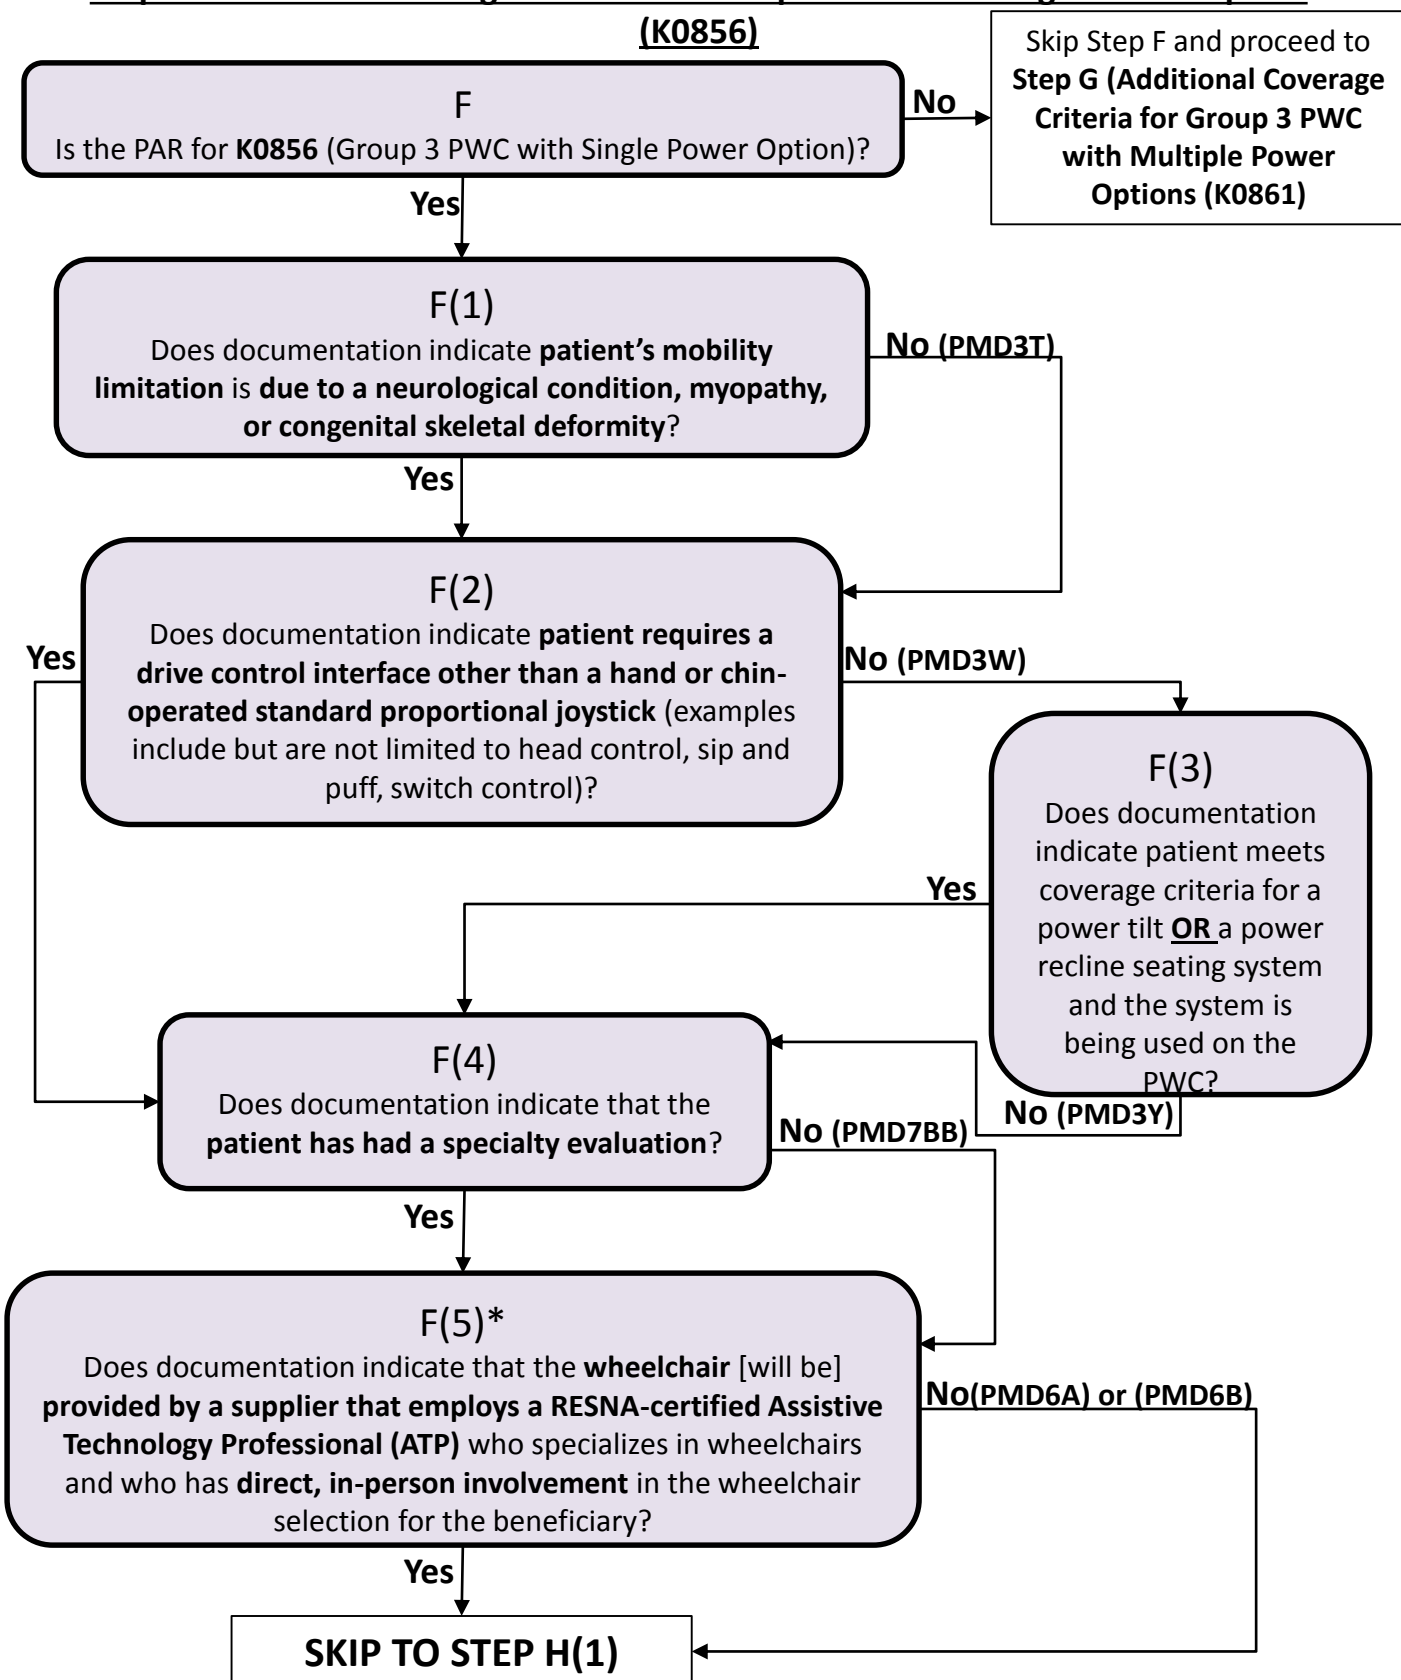 (K0856)
Skip Step F and proceed to
Step G (Additional Coverage
Criteria for Group 3 PWC
with Multiple Power
Options (K0861)
F
Is the PAR for K0856 (Group 3 PWC with Single Power Option)?
No
Yes
F(1)
Does documentation indicate patient's mobility
limitation is due to a neurological condition, myopathy,
or congenital skeletal deformity?
No (PMD3T)
Yes
F(2)
Does documentation indicate patient requires a
drive control interface other than a hand or chin-
operated standard proportional joystick (examples
include but are not limited to head control, sip and
puff, switch control)?
Yes
No (PMD3W)
F(3)
Does documentation
indicate patient meets
coverage criteria for a
power tilt OR a power
recline seating system
and the system is
being used on the
PWC?
Yes
No (PMD3Y)
F(4)
Does documentation indicate that the
patient has had a specialty evaluation?
No (PMD7BB)
Yes
F(5)*
Does documentation indicate that the wheelchair [will be]
provided by a supplier that employs a RESNA-certified Assistive
Technology Professional (ATP) who specializes in wheelchairs
and who has direct, in-person involvement in the wheelchair
selection for the beneficiary?
No(PMD6A) or (PMD6B)
Yes
SKIP TO STEP H(1)